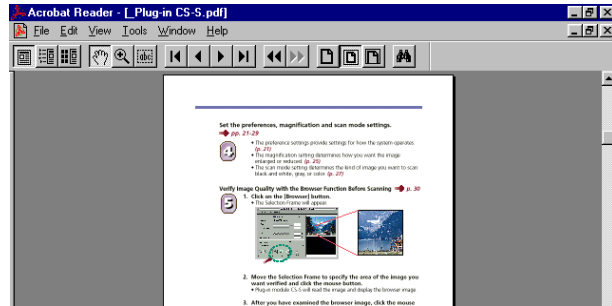 Acrobat Reader - [_Plug-in CS-S.pdf]
File Edit View Tools Window Help
abc
Set the preferences, magnification and scan mode settings.
pp. 21-28
4
• The preference settings provide settings for how the system operates
(p. 21)
• The magnification setting determines how you want the image
enlarged or reduced (p. 25)
• The scan mode setting determines the kind of image you want to scan
black and white, gray, or color (p. 27)
Verify Image Quality with the Browser Function Before Scanning p. 30
5
1. Click on the [Browser] button.
• The Selection Frame will appear.
2. Move the Selection Frame to specify the area of the image you
want verified and click the mouse button.
• Plug-in module CS-S will read the image and display the browser image
3. After you have examined the browser image, click the mouse